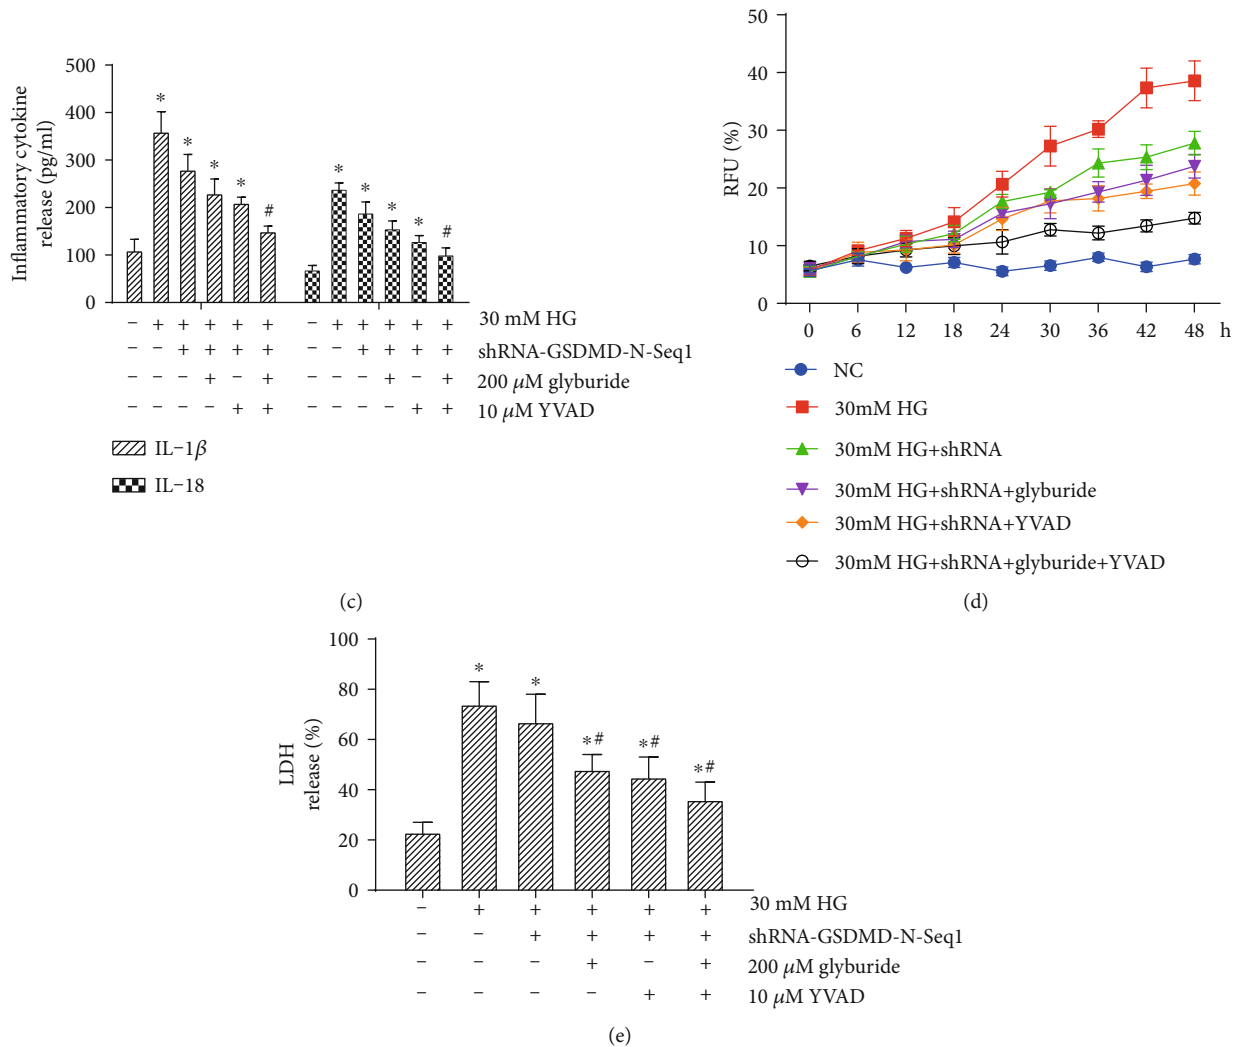 (c)
Inflammatory cytokine
release (pg/ml)
500
400
300
200
100
0
* * * * # * * * * #
− + + + + + − + + + + + 30 mM HG
− − + + + + − − + + + + shRNA-GSDMD-N-Seq1
− − − + − + − − − + − + 200 μM glyburide
− − − − + + − − − − + + 10 μM YVAD
IL−1β
IL−18
(c)
(d)
RFU (%)
50
40
30
20
10
0
0 6 12 18 24 30 36 42 48 h
NC
30mM HG
30mM HG+shRNA
30mM HG+shRNA+glyburide
30mM HG+shRNA+YVAD
30mM HG+shRNA+glyburide+YVAD
(d)
LDH
release (%)
100
80
60
40
20
0
* * *# *# *#
− + + + + + 30 mM HG
− − + + + + shRNA-GSDMD-N-Seq1
− − − + − + 200 μM glyburide
− − − − + + 10 μM YVAD
(e)